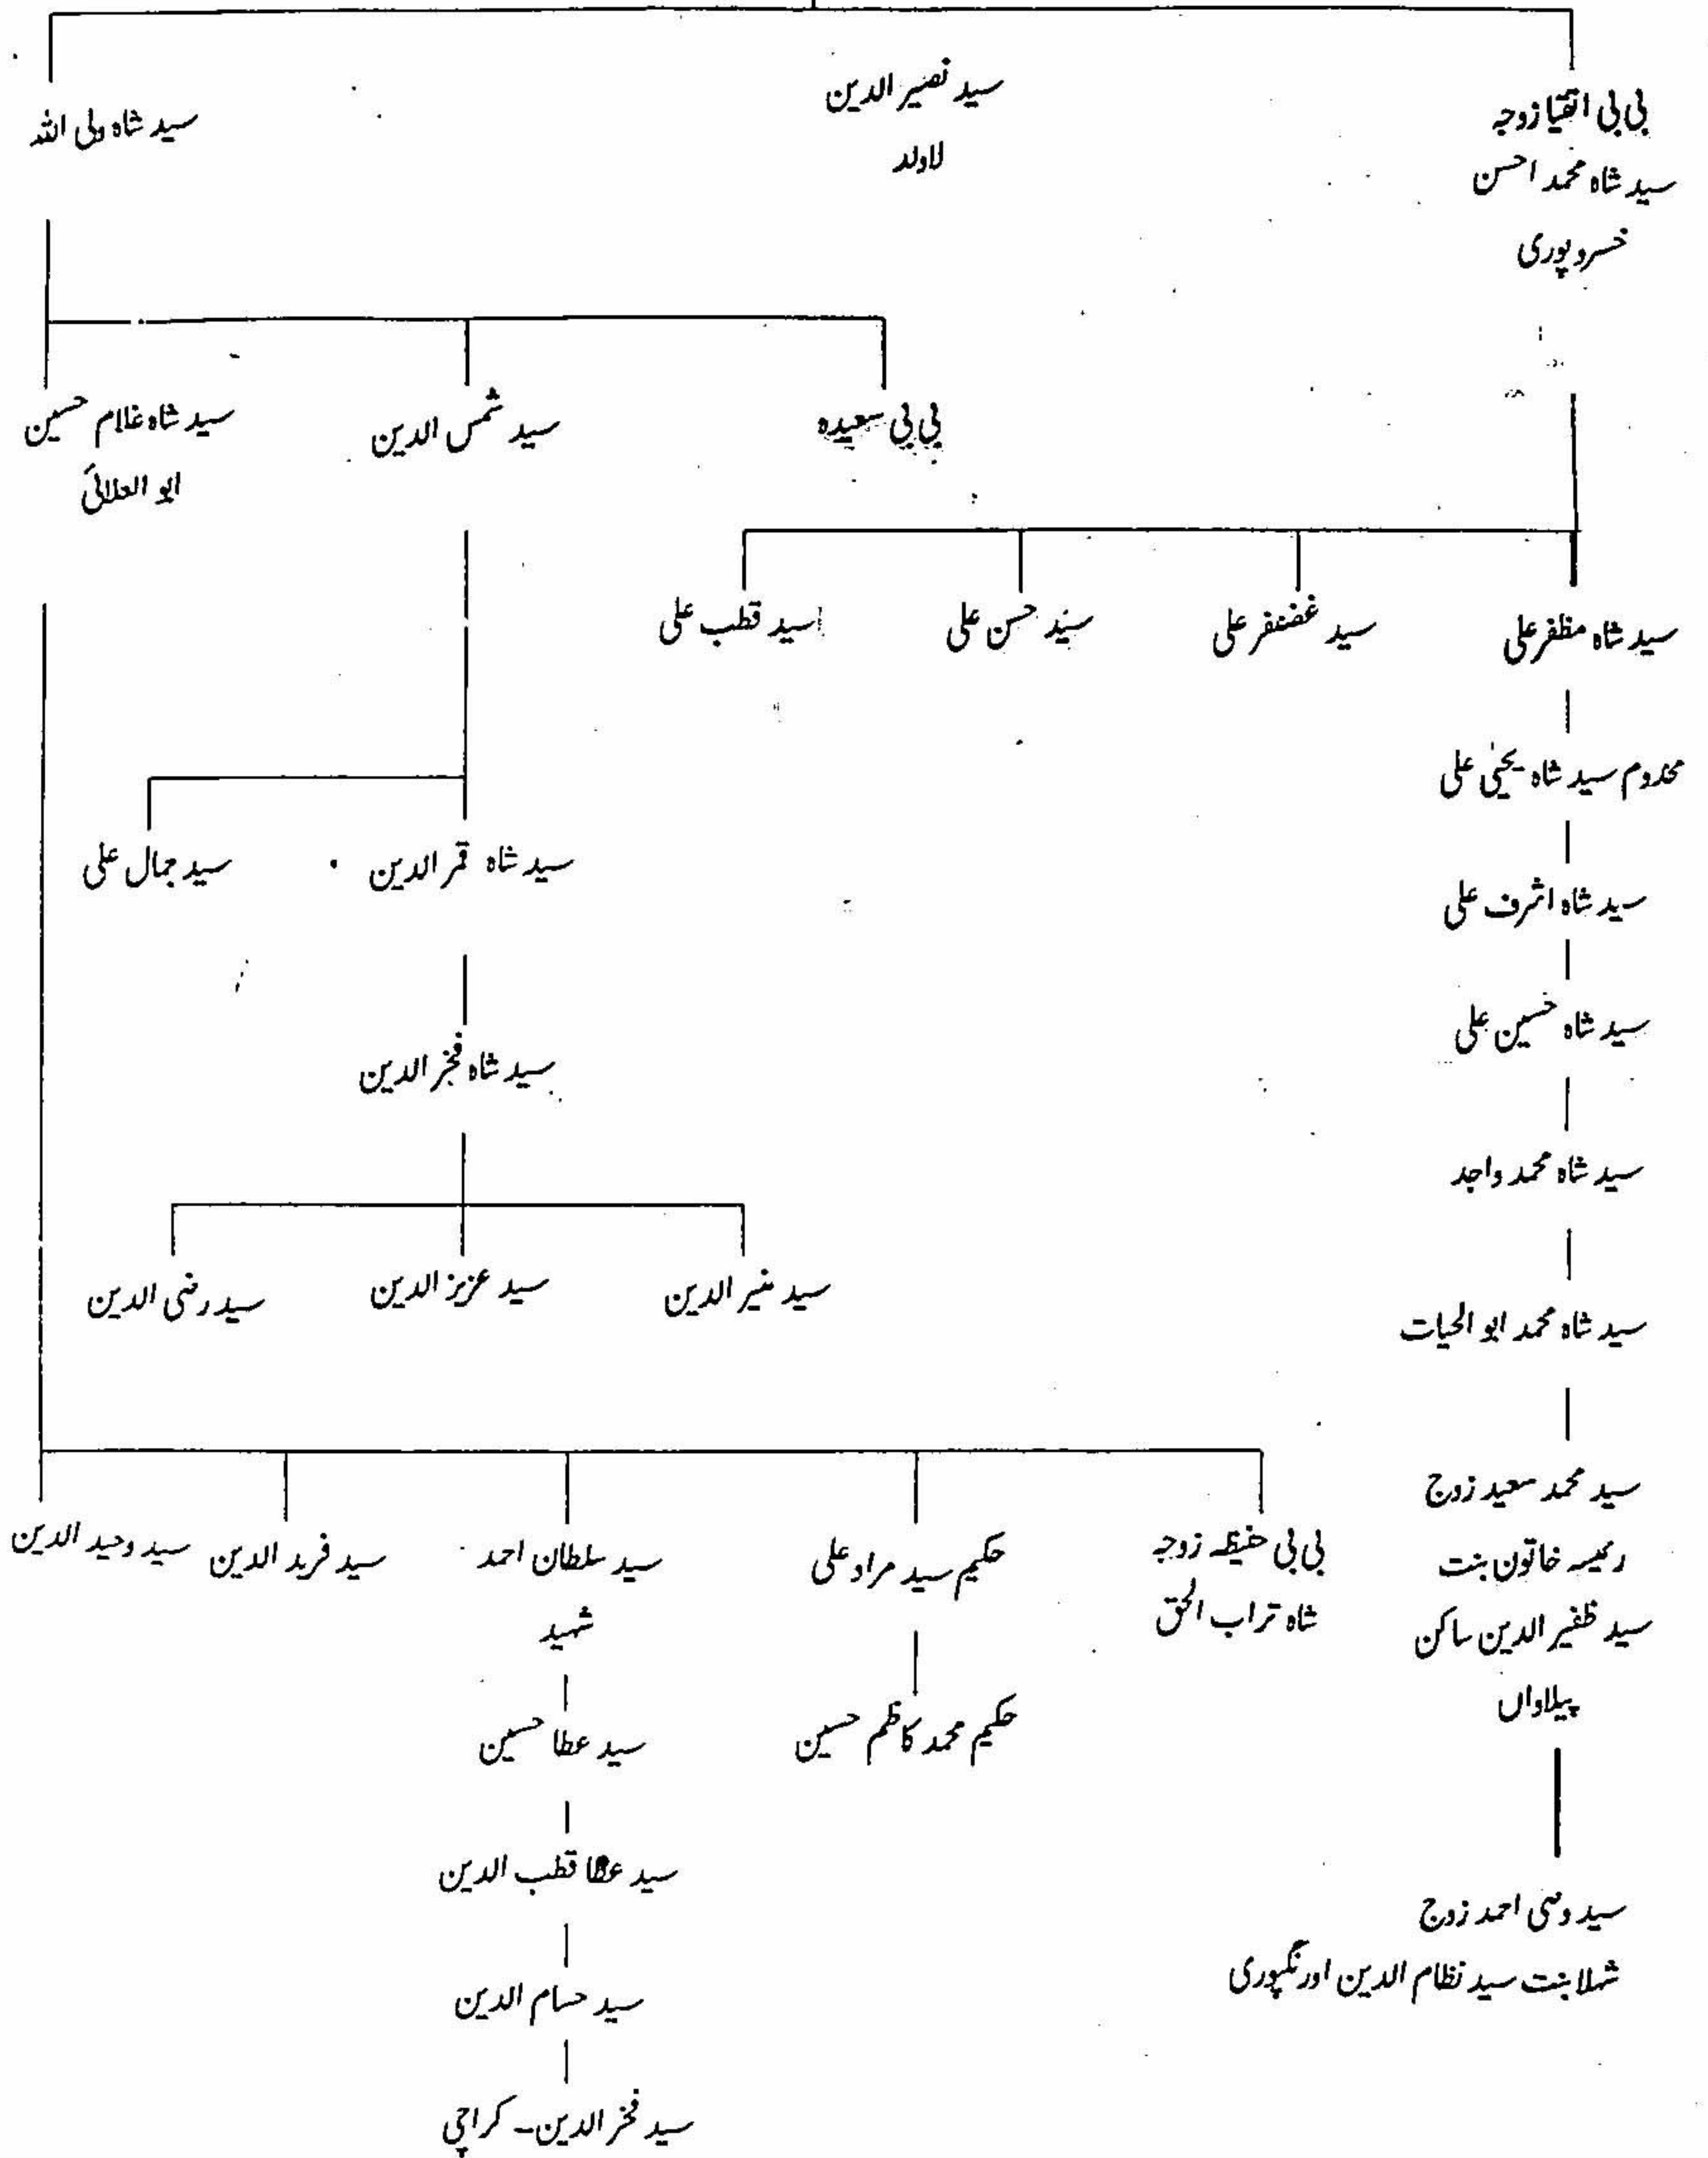 بی بی اتقیا زوجہ
سید شاہ محمد احسن
خسرو پوری
سید نصیر الدین
لاولد
سید شاہ ولی اللہ
بی بی سعیدہ
سید شمس الدین
سید شاہ غلام حسین
ابو العلائی
سید شاہ مظفر علی
سید غضنفر علی
سید حسن علی
سید قطب علی
مخدوم سید شاہ یحیٰی علی
سید شاہ قمر الدین
سید جمال علی
سید شاہ اشرف علی
سید شاہ حسین علی
سید شاہ فخر الدین
سید شاہ محمد واجد
سید منیر الدین
سید عزیز الدین
سید رضی الدین
سید شاہ محمد ابو الحیات
سید محمد سعید زوج
رئیسہ خاتون بنت
سید ظفیر الدین ساکن
پیلاواں
بی بی حفیظہ زوجہ
شاہ تراب الحق
حکیم سید مراد علی
سید سلطان احمد
شہید
سید فرید الدین
سید وحید الدین
حکیم محمد کاظم حسین
سید عطا حسین
سید عطا قطب الدین
سید وصی احمد زوج
شہلا بنت سید نظام الدین اورنگپوری
سید حسام الدین
سید فخر الدین۔ کراچی